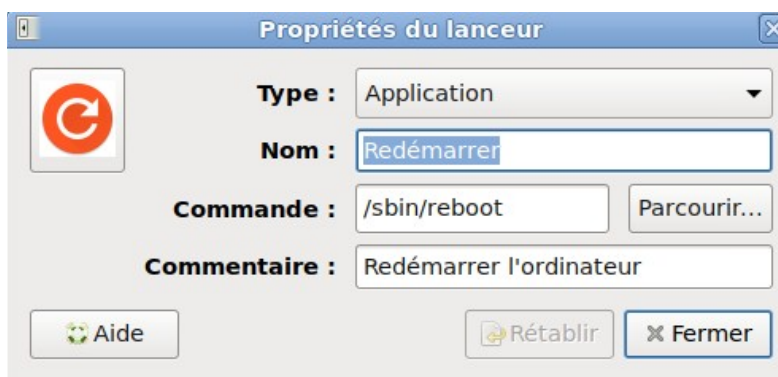 Propriétés du lanceur
Type : Application
Nom : Redémarrer
Commande : /sbin/reboot Parcourir...
Commentaire : Redémarrer l'ordinateur
Aide Rétablir Fermer